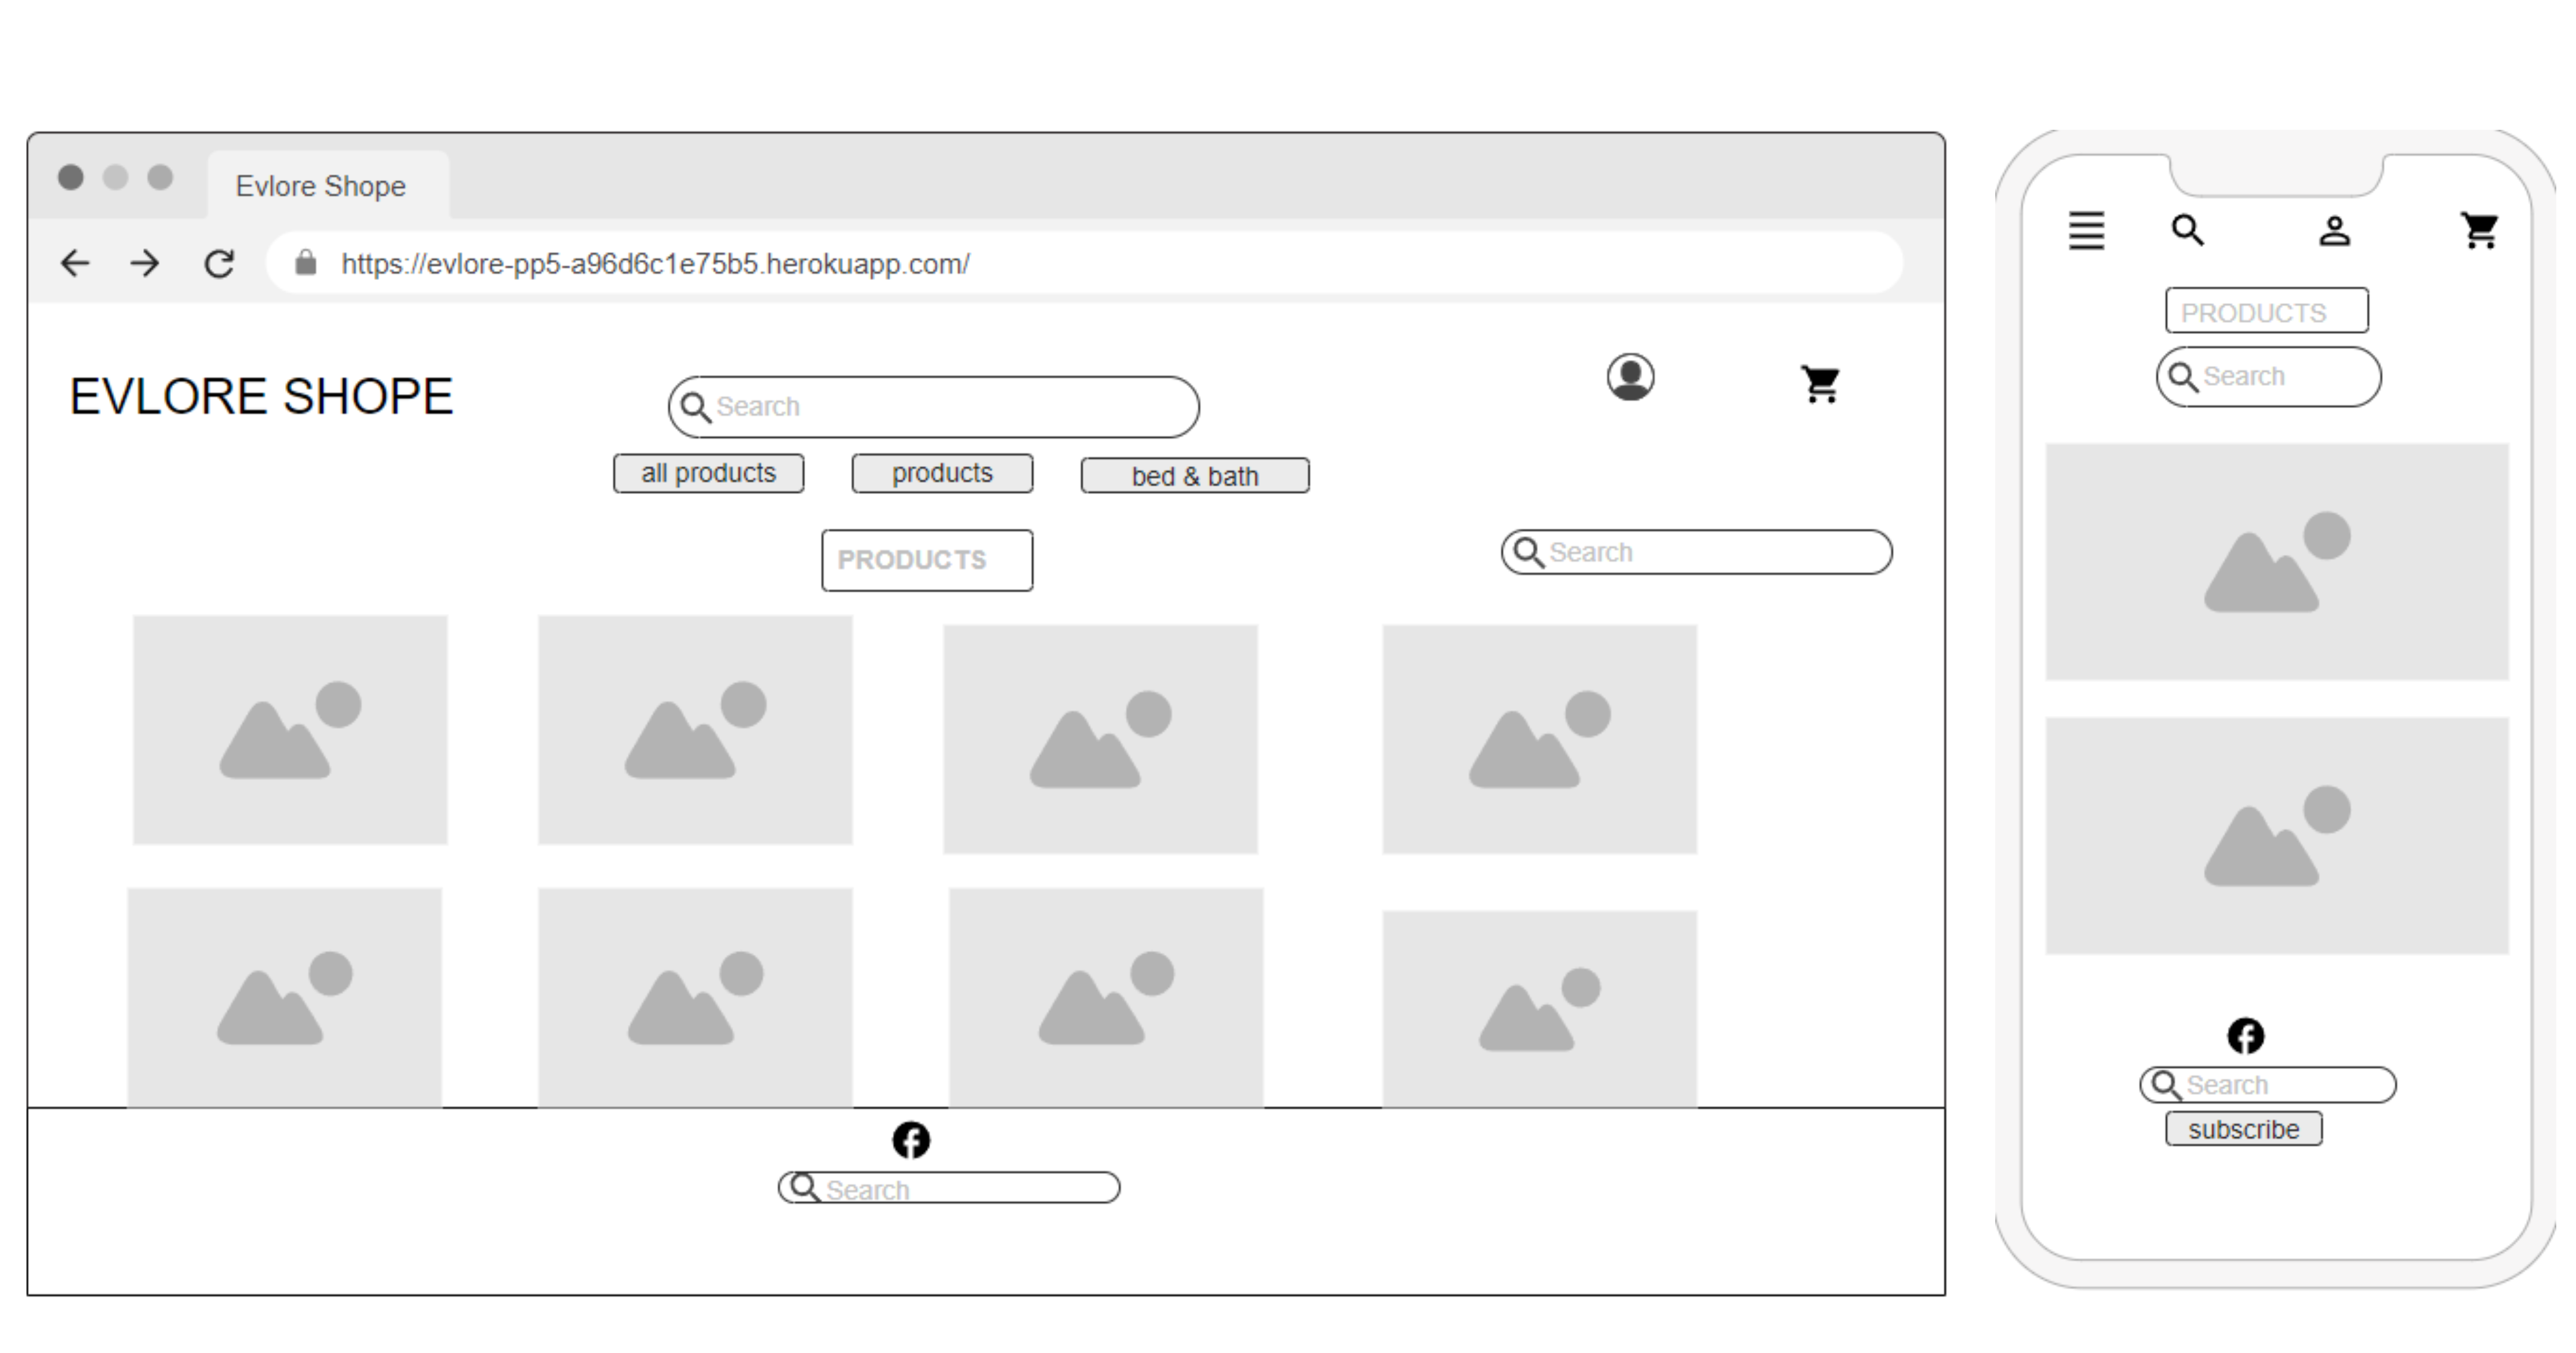 Evlore Shope
https://evlore-pp5-a96d6c1e75b5.herokuapp.com/
EVLORE SHOPE
Search
all products
products
bed & bath
PRODUCTS
Search
Search
PRODUCTS
Search
Search
subscribe